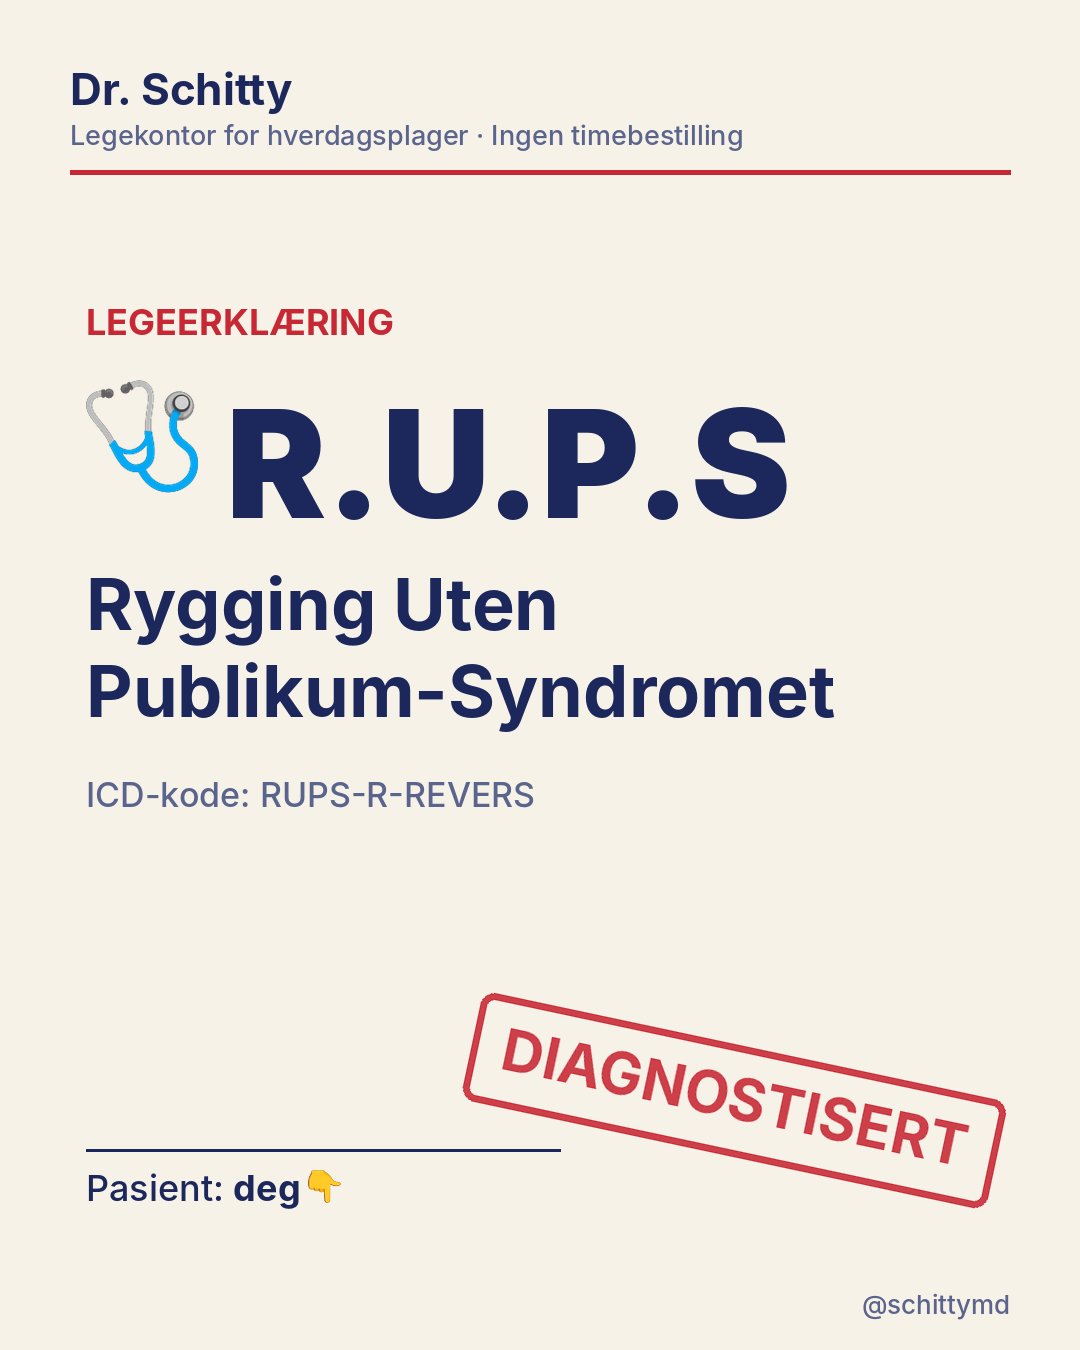 Dr. Schitty
Legekontor for hverdagsplager · Ingen timebestilling
LEGEERKLÆRING
R.U.P.S
Rygging Uten
Publikum-Syndromet
ICD-kode: RUPS-R-REVERS
DIAGNOSTISERT
Pasient: deg👇
@schittymd